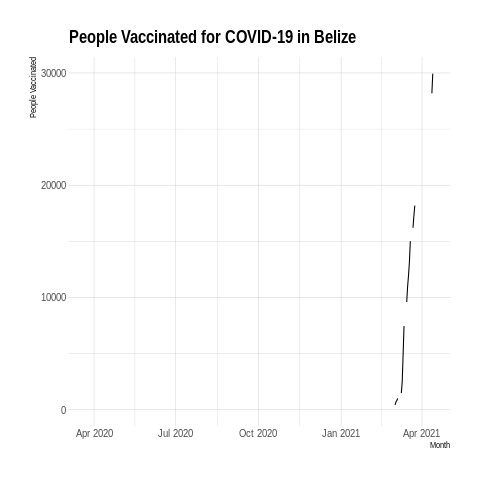 People Vaccinated for COVID-19 in Belize
People Vaccinated
30000
20000
10000
0
Apr 2020 Jul 2020 Oct 2020 Jan 2021 Apr 2021
Month